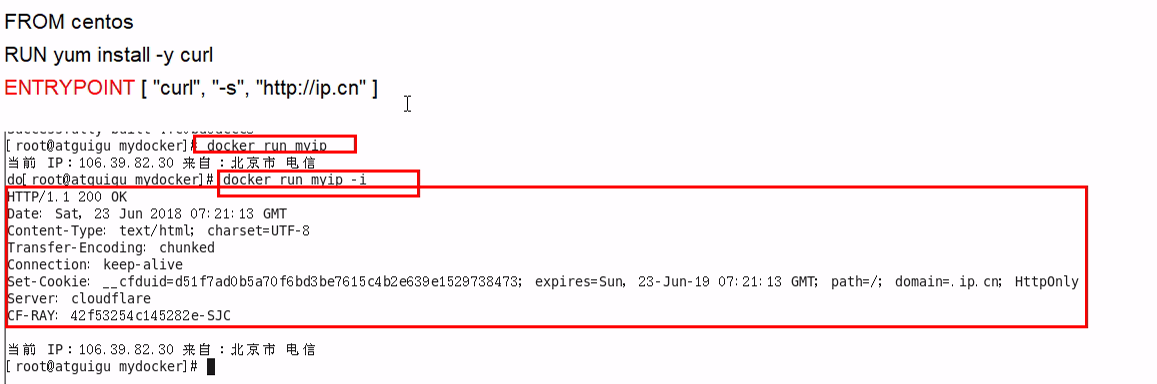 FROM centos
RUN yum install -y curl
ENTRYPOINT [ "curl", "-s", "http://ip.cn" ]
[root@atguigu mydocker]# docker run myip
当前 IP：106.39.82.30 来自：北京市 电信
do[root@atguigu mydocker]# docker run myip -i
HTTP/1.1 200 OK
Date: Sat, 23 Jun 2018 07:21:13 GMT
Content-Type: text/html; charset=UTF-8
Transfer-Encoding: chunked
Connection: keep-alive
Set-Cookie: __cfduid=d51f7ad0b5a70f6bd3be7615c4b2e639e1529738473; expires=Sun, 23-Jun-19 07:21:13 GMT; path=/; domain=.ip.cn; HttpOnly
Server: cloudflare
CF-RAY: 42f53254c145282e-SJC
当前 IP：106.39.82.30 来自：北京市 电信
[root@atguigu mydocker]#